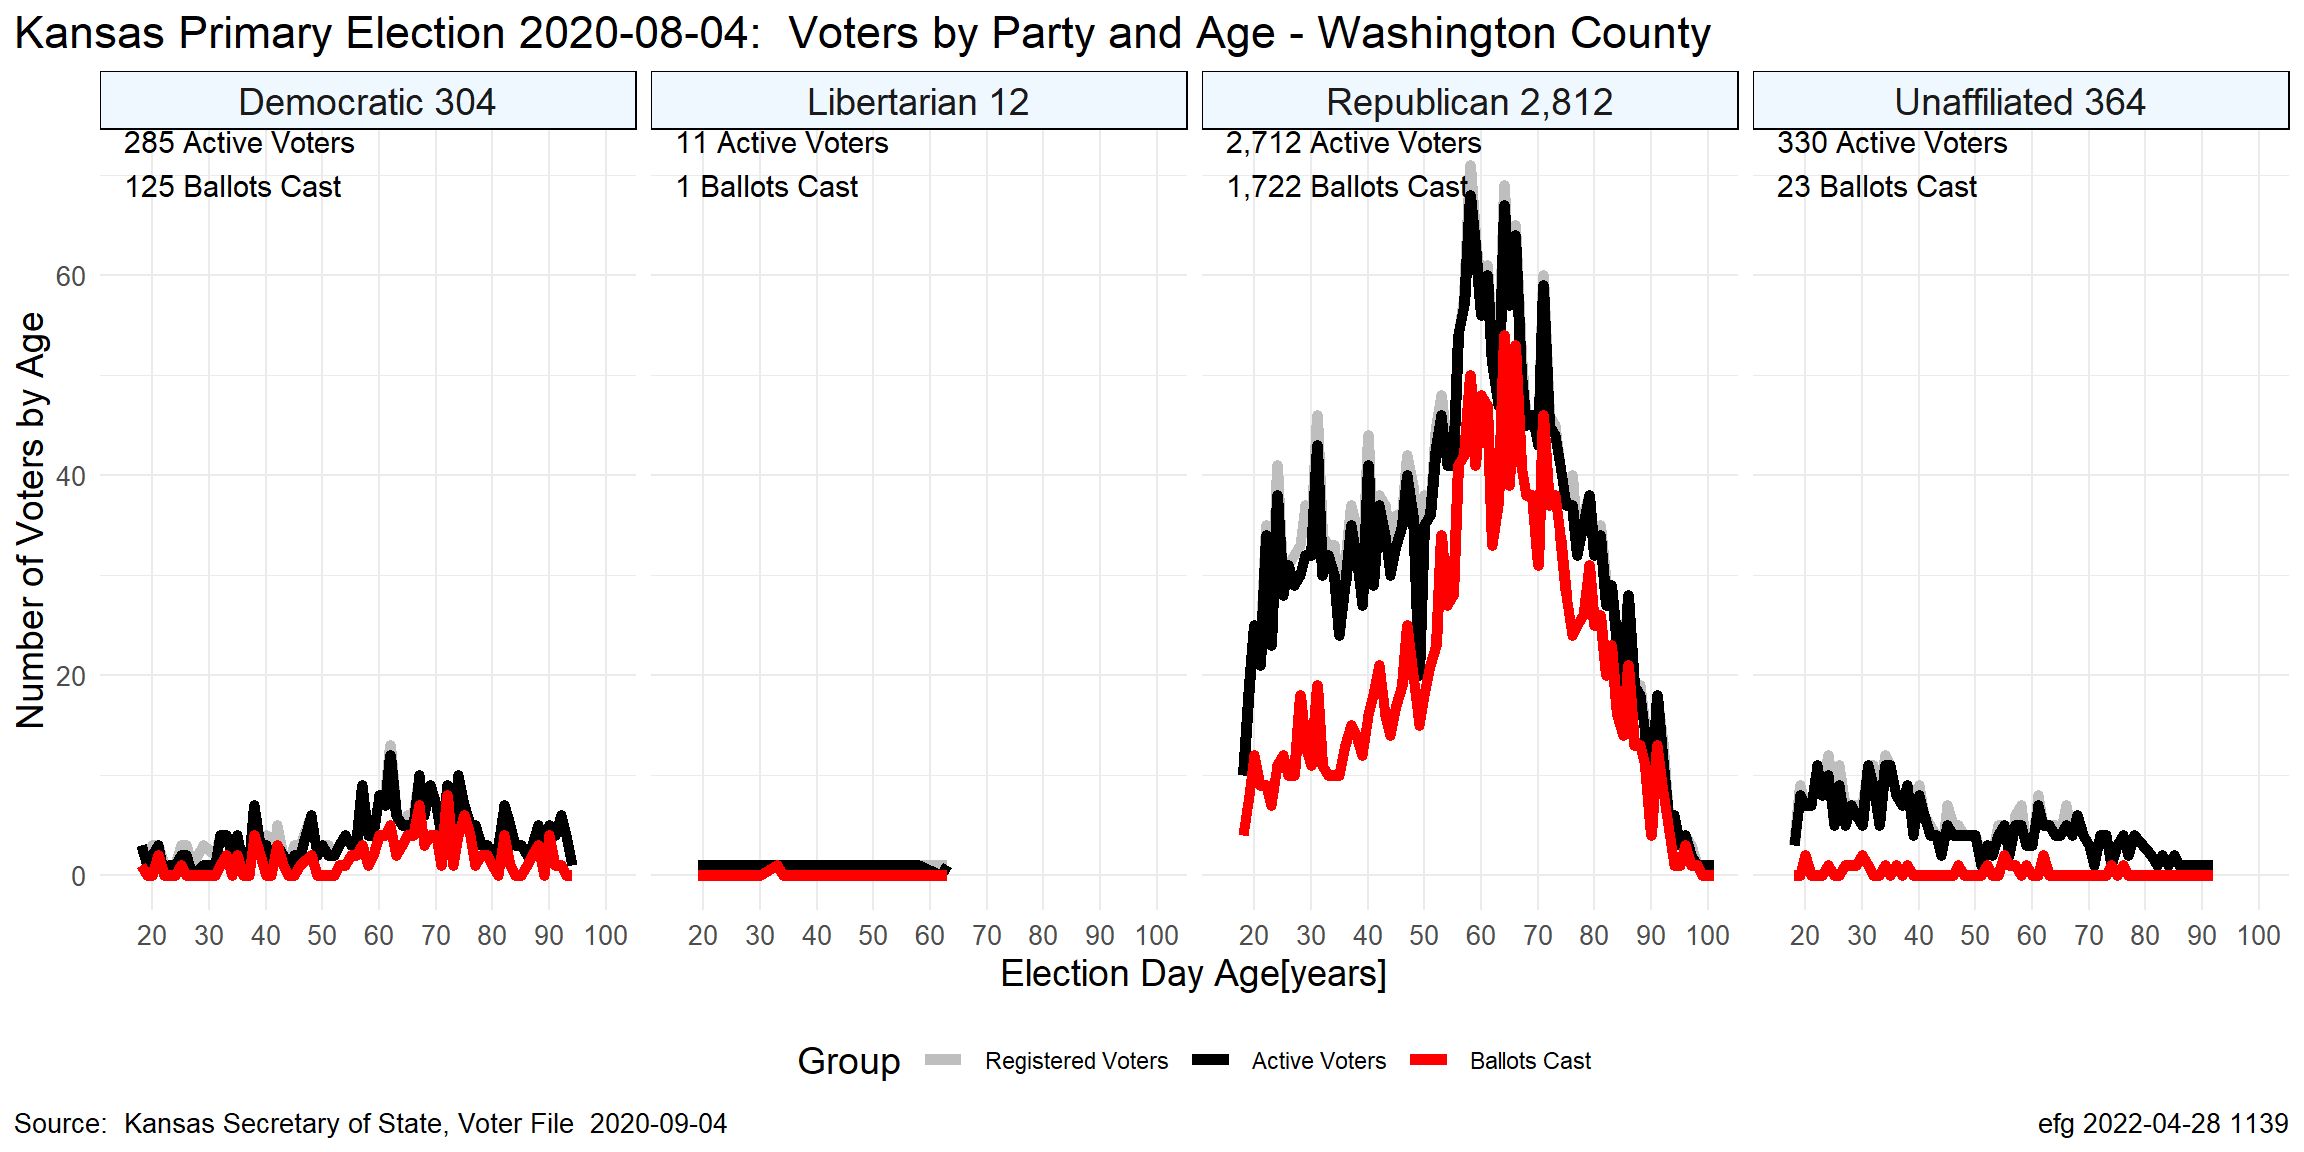 Kansas Primary Election 2020-08-04:  Voters by Party and Age - Washington County
Democratic 304
Libertarian 12
Republican 2,812
Unaffiliated 364
285 Active Voters
125 Ballots Cast
11 Active Voters
1 Ballots Cast
2,712 Active Voters
1,722 Ballots Cast
330 Active Voters
23 Ballots Cast
Number of Voters by Age
60
40
20
0
20 30 40 50 60 70 80 90 100
20 30 40 50 60 70 80 90 100
20 30 40 50 60 70 80 90 100
20 30 40 50 60 70 80 90 100
Election Day Age[years]
Group Registered Voters Active Voters Ballots Cast
Source:  Kansas Secretary of State, Voter File  2020-09-04
efg 2022-04-28 1139